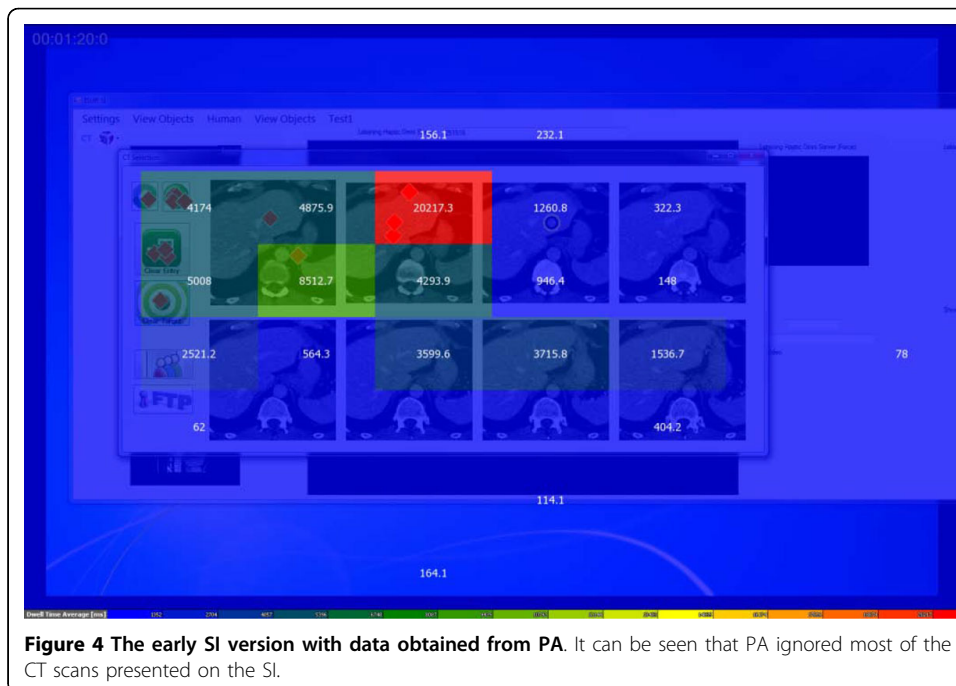 00:01:20:0
Settings View Objects Human View Objects Test1
CT
156.1 232.1
CT Selection
4174 4875.9 20217.3 1260.8 322.3
Clear Entry
5008 8512.7 4293.9 946.4 148
2521.2 564.3 3599.6 3715.8 1536.7 78
FTP
62 404.2
114.1
164.1
Dwell Time Average [ms]
Figure 4 The early SI version with data obtained from PA. It can be seen that PA ignored most of the
CT scans presented on the SI.